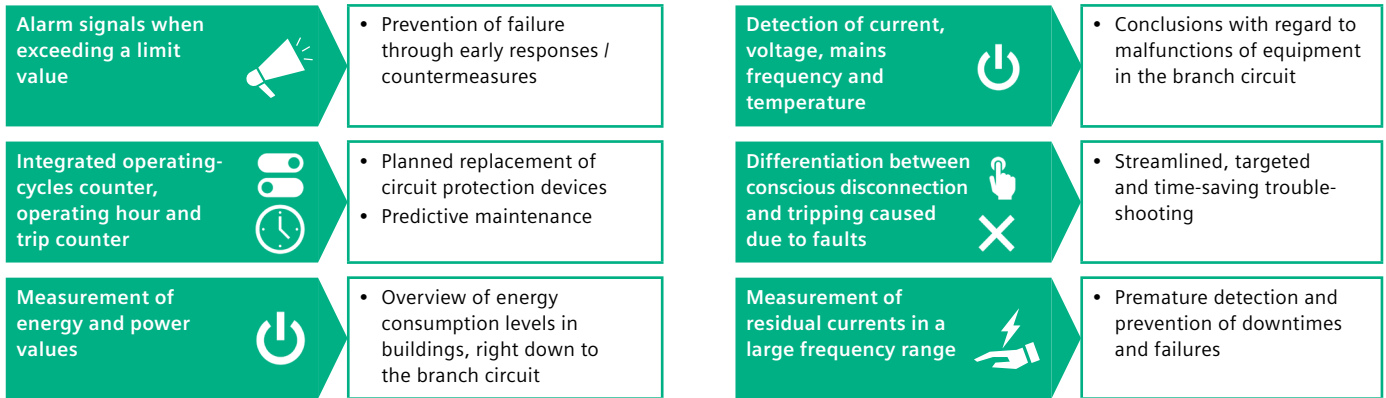 Alarm signals when
exceeding a limit
value
• Prevention of failure
through early responses /
countermeasures
Detection of current,
voltage, mains
frequency and
temperature
• Conclusions with regard to
malfunctions of equipment
in the branch circuit
Integrated operating-
cycles counter,
operating hour and
trip counter
• Planned replacement of
circuit protection devices
• Predictive maintenance
Differentiation between
conscious disconnection
and tripping caused
due to faults
• Streamlined, targeted
and time-saving trouble-
shooting
Measurement of
energy and power
values
• Overview of energy
consumption levels in
buildings, right down to
the branch circuit
Measurement of
residual currents in a
large frequency range
• Premature detection and
prevention of downtimes
and failures